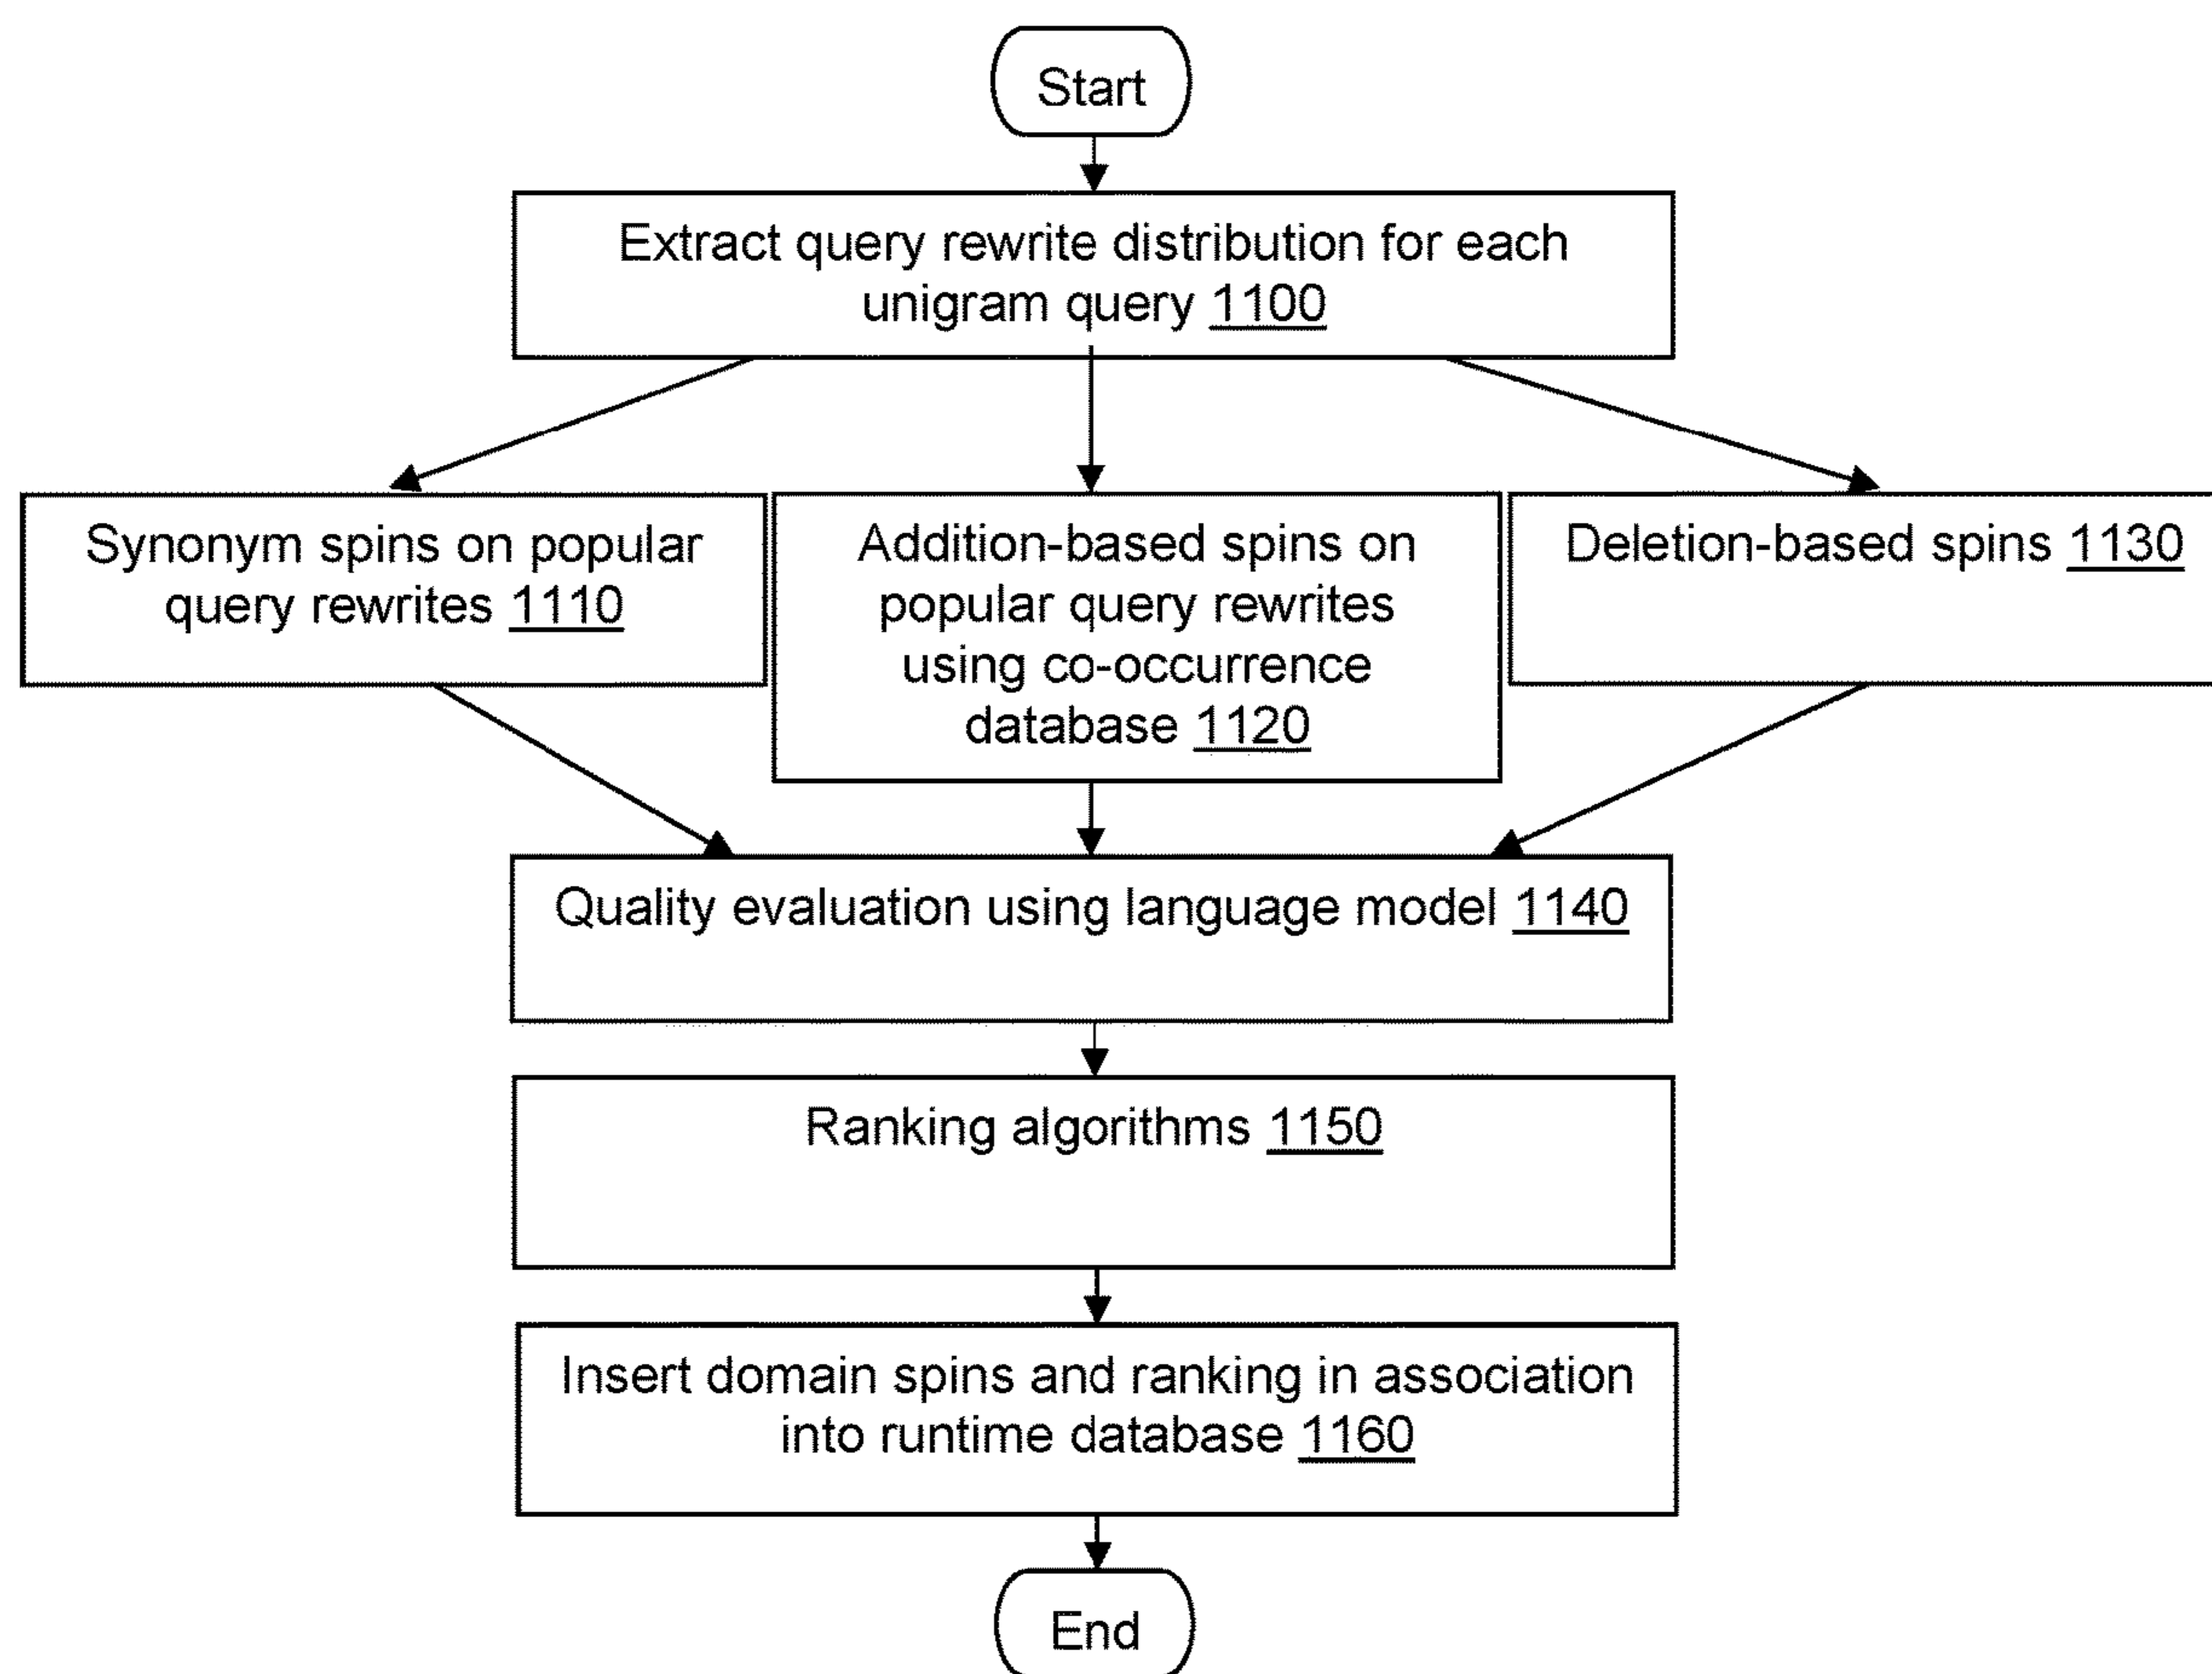 Start
Extract query rewrite distribution for each
unigram query 1100
Synonym spins on popular
query rewrites 1110
Addition-based spins on
popular query rewrites
using co-occurrence
database 1120
Deletion-based spins 1130
Quality evaluation using language model 1140
Ranking algorithms 1150
Insert domain spins and ranking in association
into runtime database 1160
End